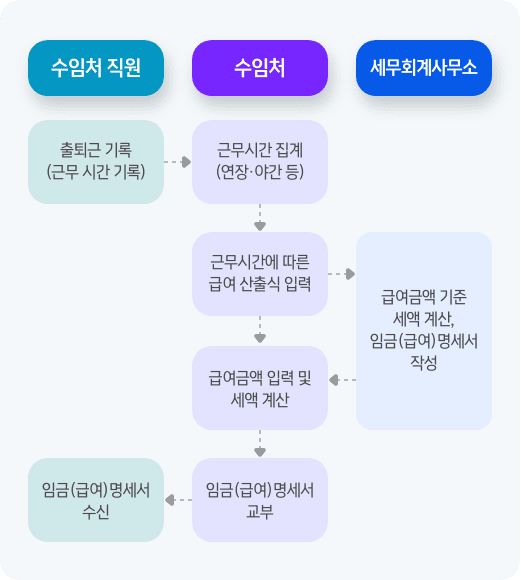 수임처 직원
수임처
세무회계사무소
출퇴근 기록
(근무 시간 기록)
근무시간 집계
(연장·야간 등)
근무시간에 따른
급여 산출식 입력
급여금액 기준
세액 계산,
임금(급여)명세서
작성
급여금액 입력 및
세액 계산
임금(급여)명세서
수신
임금(급여)명세서
교부